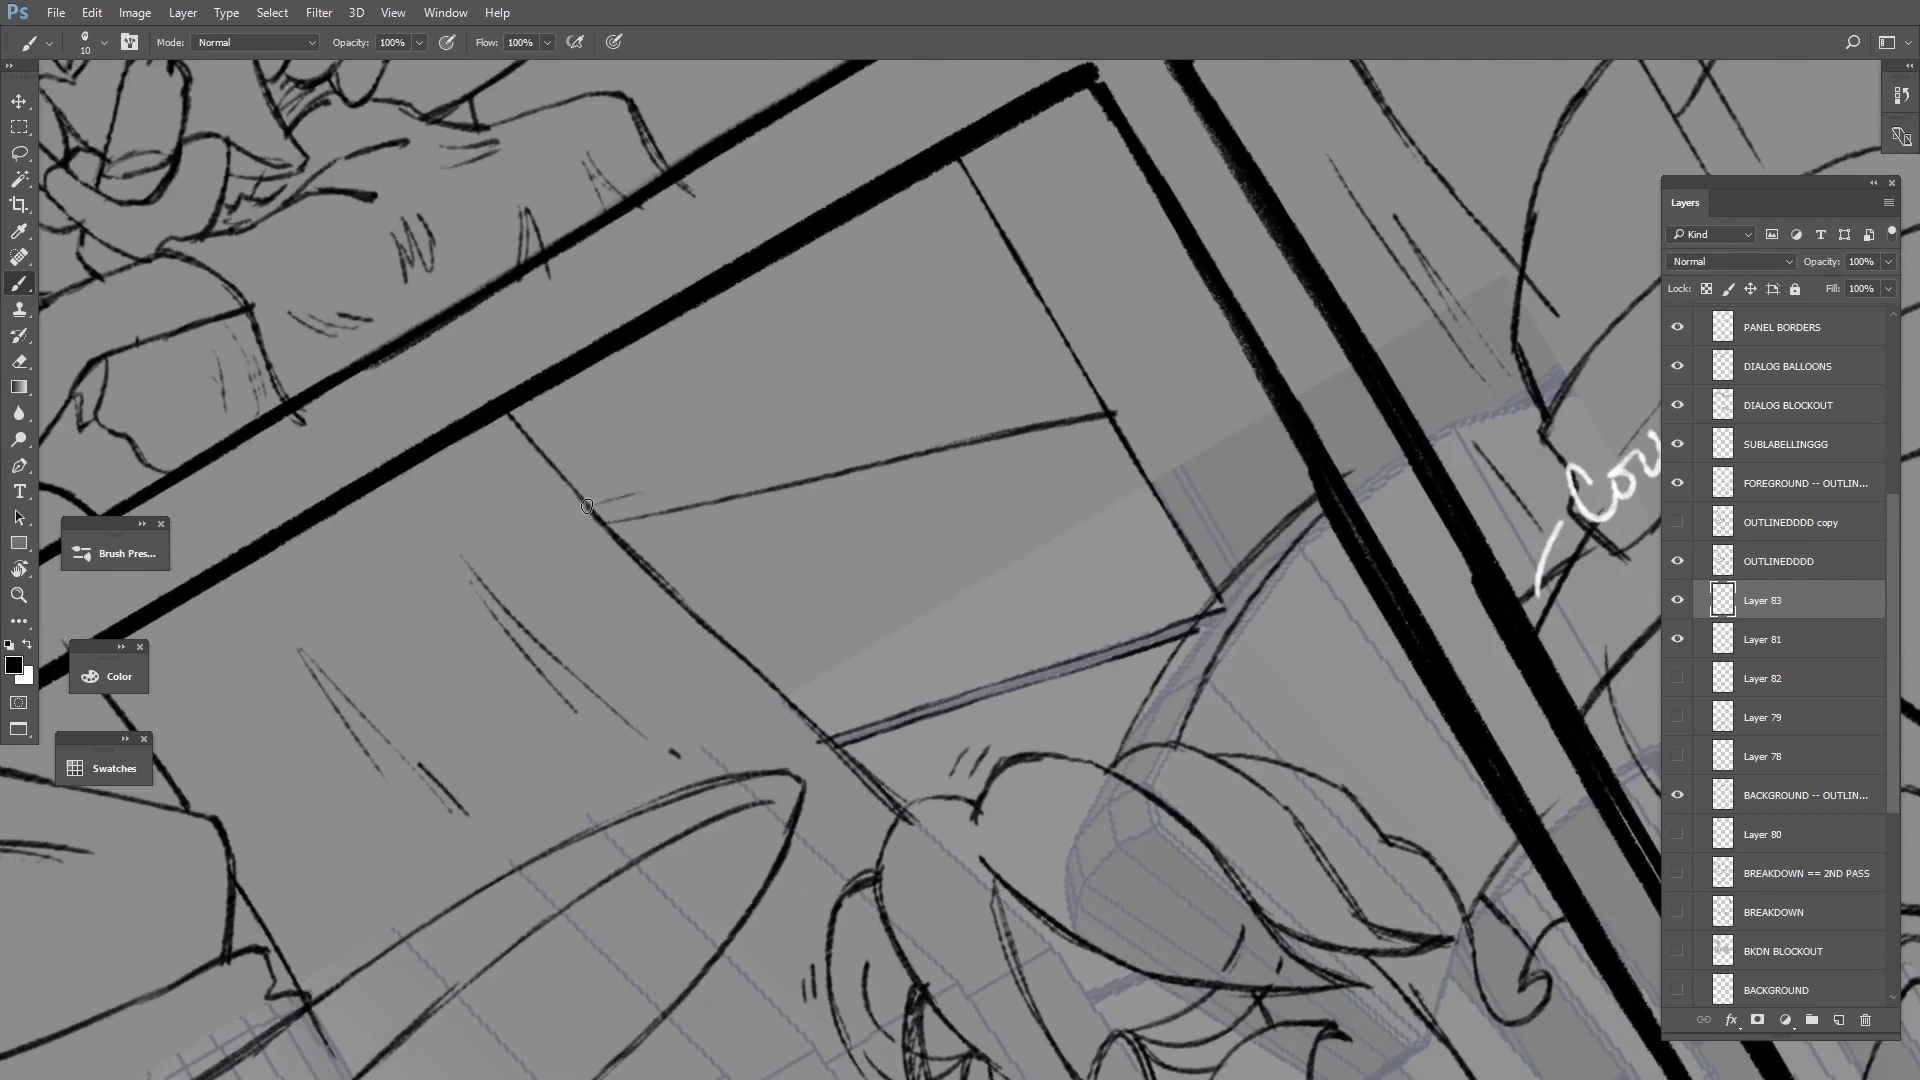 Ps File Edit Image Layer Type Select Filter 3D View Window Help
10 Mode: Normal Opacity: 100% Flow: 100%
Layers
Kind
Normal Opacity: 100%
Lock: Fill: 100%
PANEL BORDERS
DIALOG BALLOONS
DIALOG BLOCKOUT
SUBLABELLINGGG
FOREGROUND -- OUTLIN...
OUTLINEDDDD copy
OUTLINEDDDD
Layer 83
Layer 81
Layer 82
Layer 79
Layer 78
BACKGROUND -- OUTLIN...
Layer 80
BREAKDOWN == 2ND PASS
BREAKDOWN
BKDN BLOCKOUT
BACKGROUND
fx
Brush Pres...
Color
Swatches